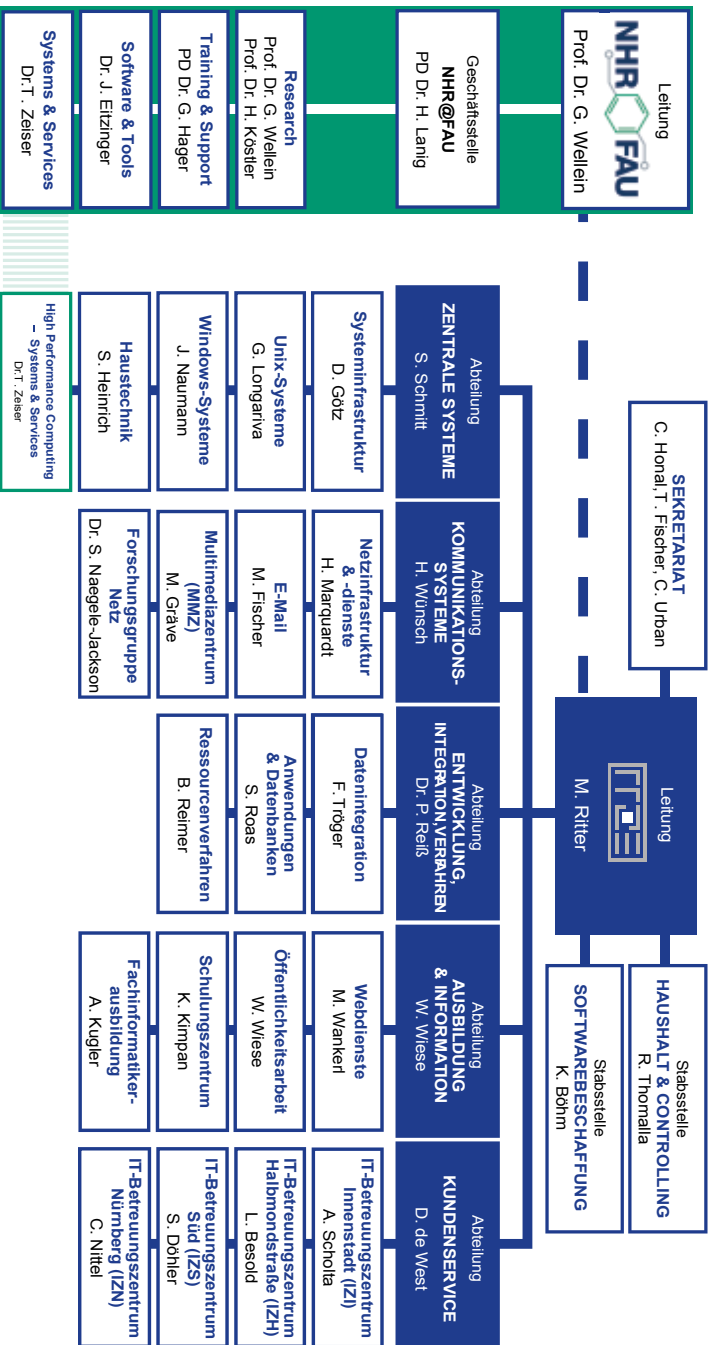 Leitung
NHR FAU
Prof. Dr. G. Wellein
Geschäftsstelle
NHR@FAU
PD Dr. H. Lanig
Research
Prof. Dr. G. Wellein
Prof. Dr. H. Köstler
Training & Support
PD Dr. G. Hager
Software & Tools
Dr. J. Eitzinger
Systems & Services
Dr.T . Zeiser
SEKRETARIAT
C. Honal,T . Fischer, C. Urban
Leitung
RRZE
M. Ritter
Stabsstelle
HAUSHALT & CONTROLLING
R. Thomalla
Stabsstelle
SOFTWAREBESCHAFFUNG
K. Böhm
Abteilung
ZENTRALE SYSTEME
S. Schmitt
Systeminfrastruktur
D. Götz
Unix-Systeme
G. Longariva
Windows-Systeme
J. Naumann
Haustechnik
S. Heinrich
High Performance Computing
– Systems & Services
Dr.T . Zeiser
Abteilung
KOMMUNIKATIONS-
SYSTEME
H. Wünsch
Netzinfrastruktur
& -dienste
H. Marquardt
E-Mail
M. Fischer
Multimediazentrum
(MMZ)
M. Gräve
Forschungsgruppe
Netz
Dr. S. Naegele-Jackson
Abteilung
ENTWICKLUNG,
INTEGRATION,VERFAHREN
Dr. P. Reiß
Datenintegration
F. Tröger
Anwendungen
& Datenbanken
S. Roas
Ressourcenverfahren
B. Reimer
Abteilung
AUSBILDUNG
& INFORMATION
W. Wiese
Webdienste
M. Wankerl
Öffentlichkeitsarbeit
W. Wiese
Schulungszentrum
K. Kimpan
Fachinformatiker-
ausbildung
A. Kugler
Abteilung
KUNDENSERVICE
D. de West
IT-Betreuungszentrum
Innenstadt (IZI)
A. Scholta
IT-Betreuungszentrum
Halbmondstraße (IZH)
L. Besold
IT-Betreuungszentrum
Süd (IZS)
S. Döhler
IT-Betreuungszentrum
Nürnberg (IZN)
C. Nittel